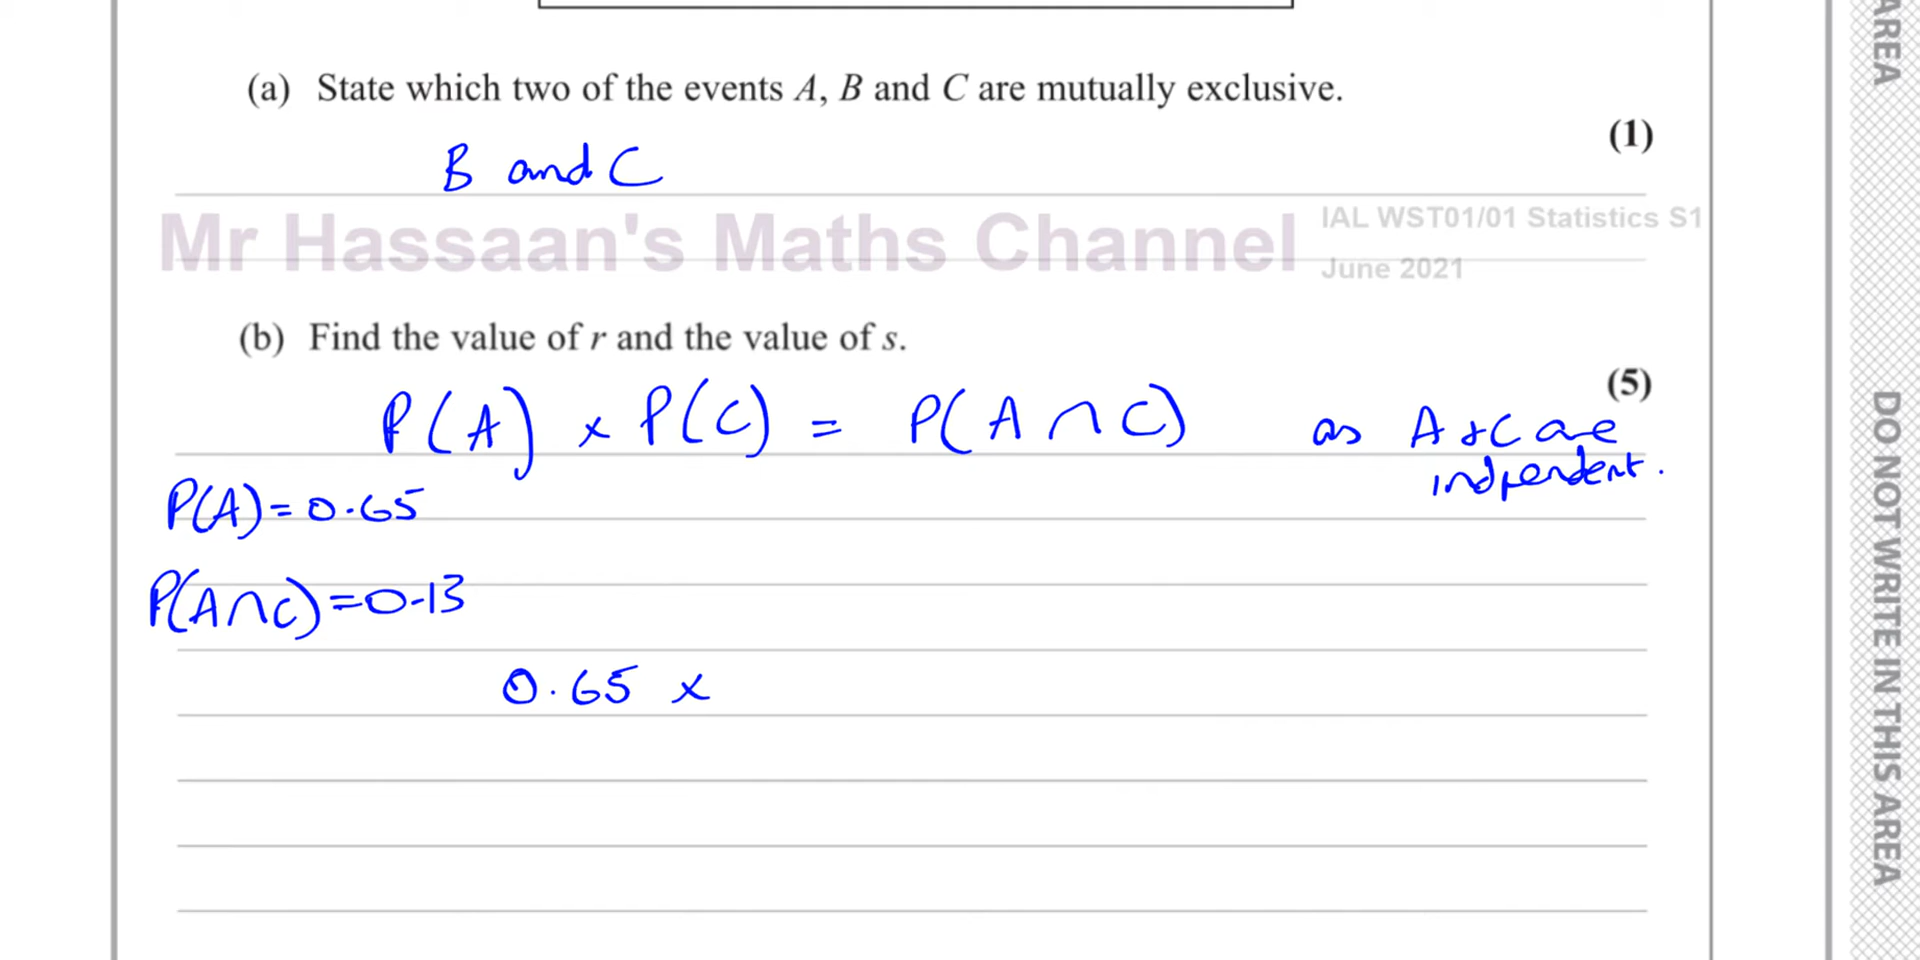 (a) State which two of the events A, B and C are mutually exclusive.
(1)
B and C
Mr Hassaan's Maths Channel
IAL WST01/01 Statistics S1
June 2021
(b) Find the value of r and the value of s.
(5)
P(A) × P(C) = P(A ∩ C) as A & C are
indpendent.
P(A) = 0.65
P(A∩C) = 0.13
0.65 ×
AREA
DO NOT WRITE IN THIS AREA